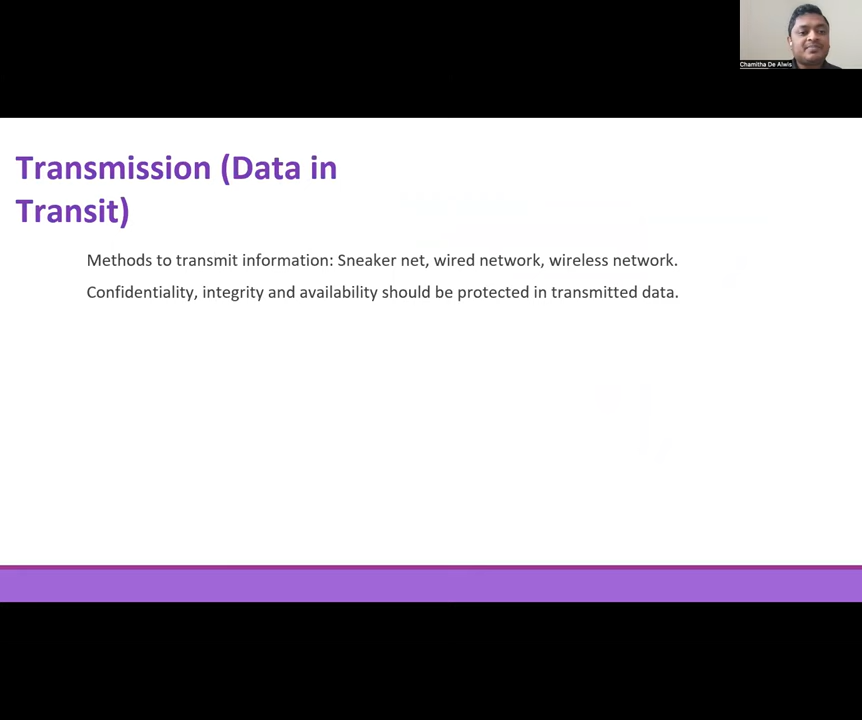 Chamitha De Alwis
Transmission (Data in
Transit)
Methods to transmit information: Sneaker net, wired network, wireless network.
Confidentiality, integrity and availability should be protected in transmitted data.